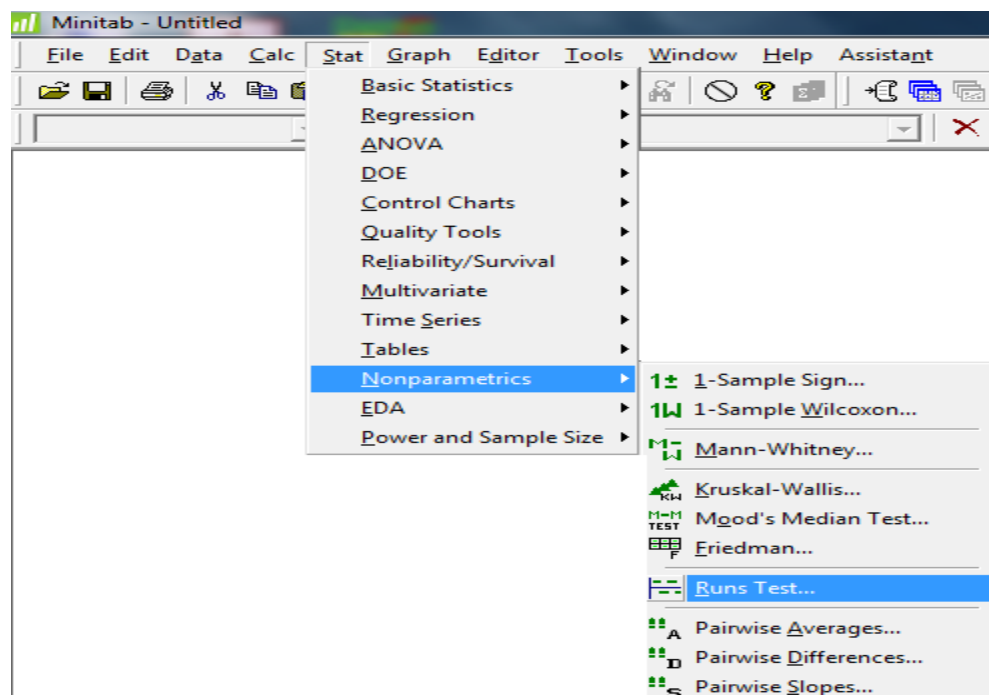 Minitab - Untitled
File Edit Data Calc Stat Graph Editor Tools Window Help Assistant
Basic Statistics
Regression
ANOVA
DOE
Control Charts
Quality Tools
Reliability/Survival
Multivariate
Time Series
Tables
Nonparametrics
EDA
Power and Sample Size
1± 1-Sample Sign...
1W 1-Sample Wilcoxon...
M-W Mann-Whitney...
KW Kruskal-Wallis...
M-M TEST Mood's Median Test...
F Friedman...
Runs Test...
A Pairwise Averages...
D Pairwise Differences...
S Pairwise Slopes...